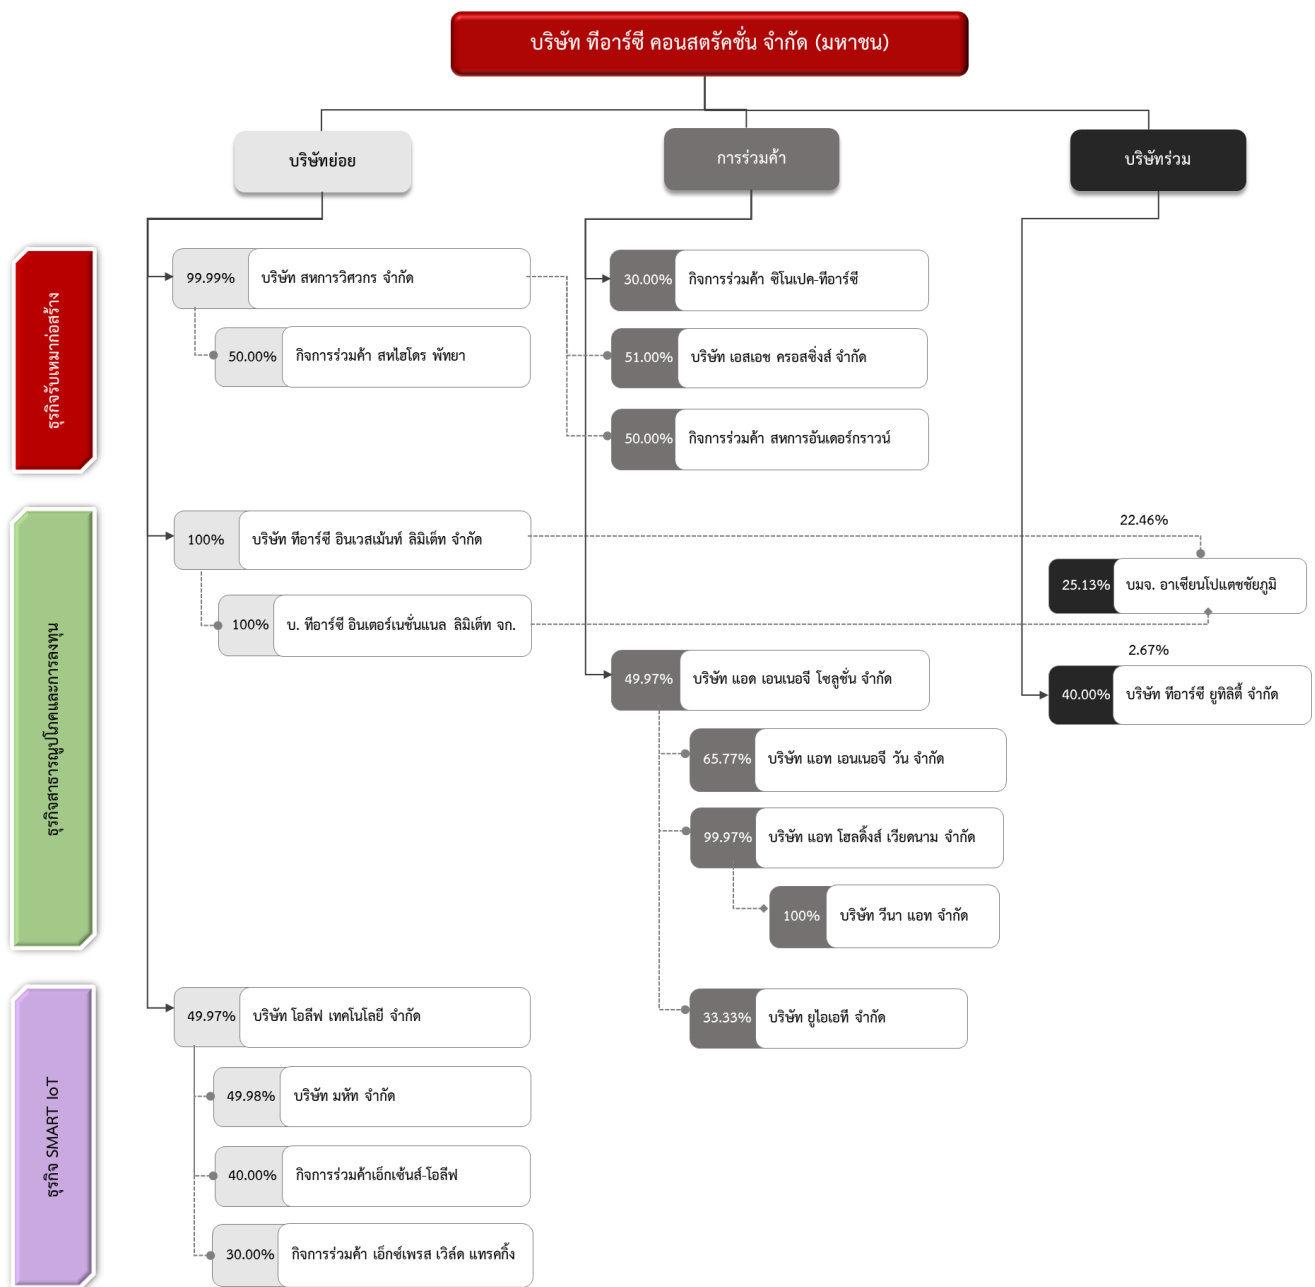 บริษัท ทีอาร์ซี คอนสตรัคชั่น จำกัด (มหาชน)
บริษัทย่อย
การร่วมค้า
บริษัทร่วม
ธุรกิจรับเหมาก่อสร้าง
99.99% บริษัท สหการวิศวกร จำกัด
50.00% กิจการร่วมค้า สหไฮโดร พัทยา
30.00% กิจการร่วมค้า ซิโนเปค-ทีอาร์ซี
51.00% บริษัท เอสเอช ครอสซิ่งส์ จำกัด
50.00% กิจการร่วมค้า สหการอันเดอร์กราวน์
ธุรกิจสาธารณูปโภคและการลงทุน
100% บริษัท ทีอาร์ซี อินเวสเม้นท์ ลิมิเต็ท จำกัด
100% บ. ทีอาร์ซี อินเตอร์เนชั่นแนล ลิมิเต็ท จก.
22.46%
25.13% บมจ. อาเซียนโปแตชชัยภูมิ
2.67%
40.00% บริษัท ทีอาร์ซี ยูทิลิตี้ จำกัด
49.97% บริษัท แอด เอนเนอจี โซลูชั่น จำกัด
65.77% บริษัท แอท เอนเนอจี วัน จำกัด
99.97% บริษัท แอท โฮลดิ้งส์ เวียดนาม จำกัด
100% บริษัท วีนา แอท จำกัด
33.33% บริษัท ยูไอเอที จำกัด
ธุรกิจ SMART IoT
49.97% บริษัท โอลีฟ เทคโนโลยี จำกัด
49.98% บริษัท มหัท จำกัด
40.00% กิจการร่วมค้าเอ็กเซ้นส์-โอลีฟ
30.00% กิจการร่วมค้า เอ็กซ์เพรส เวิล์ด แทรคกิ้ง